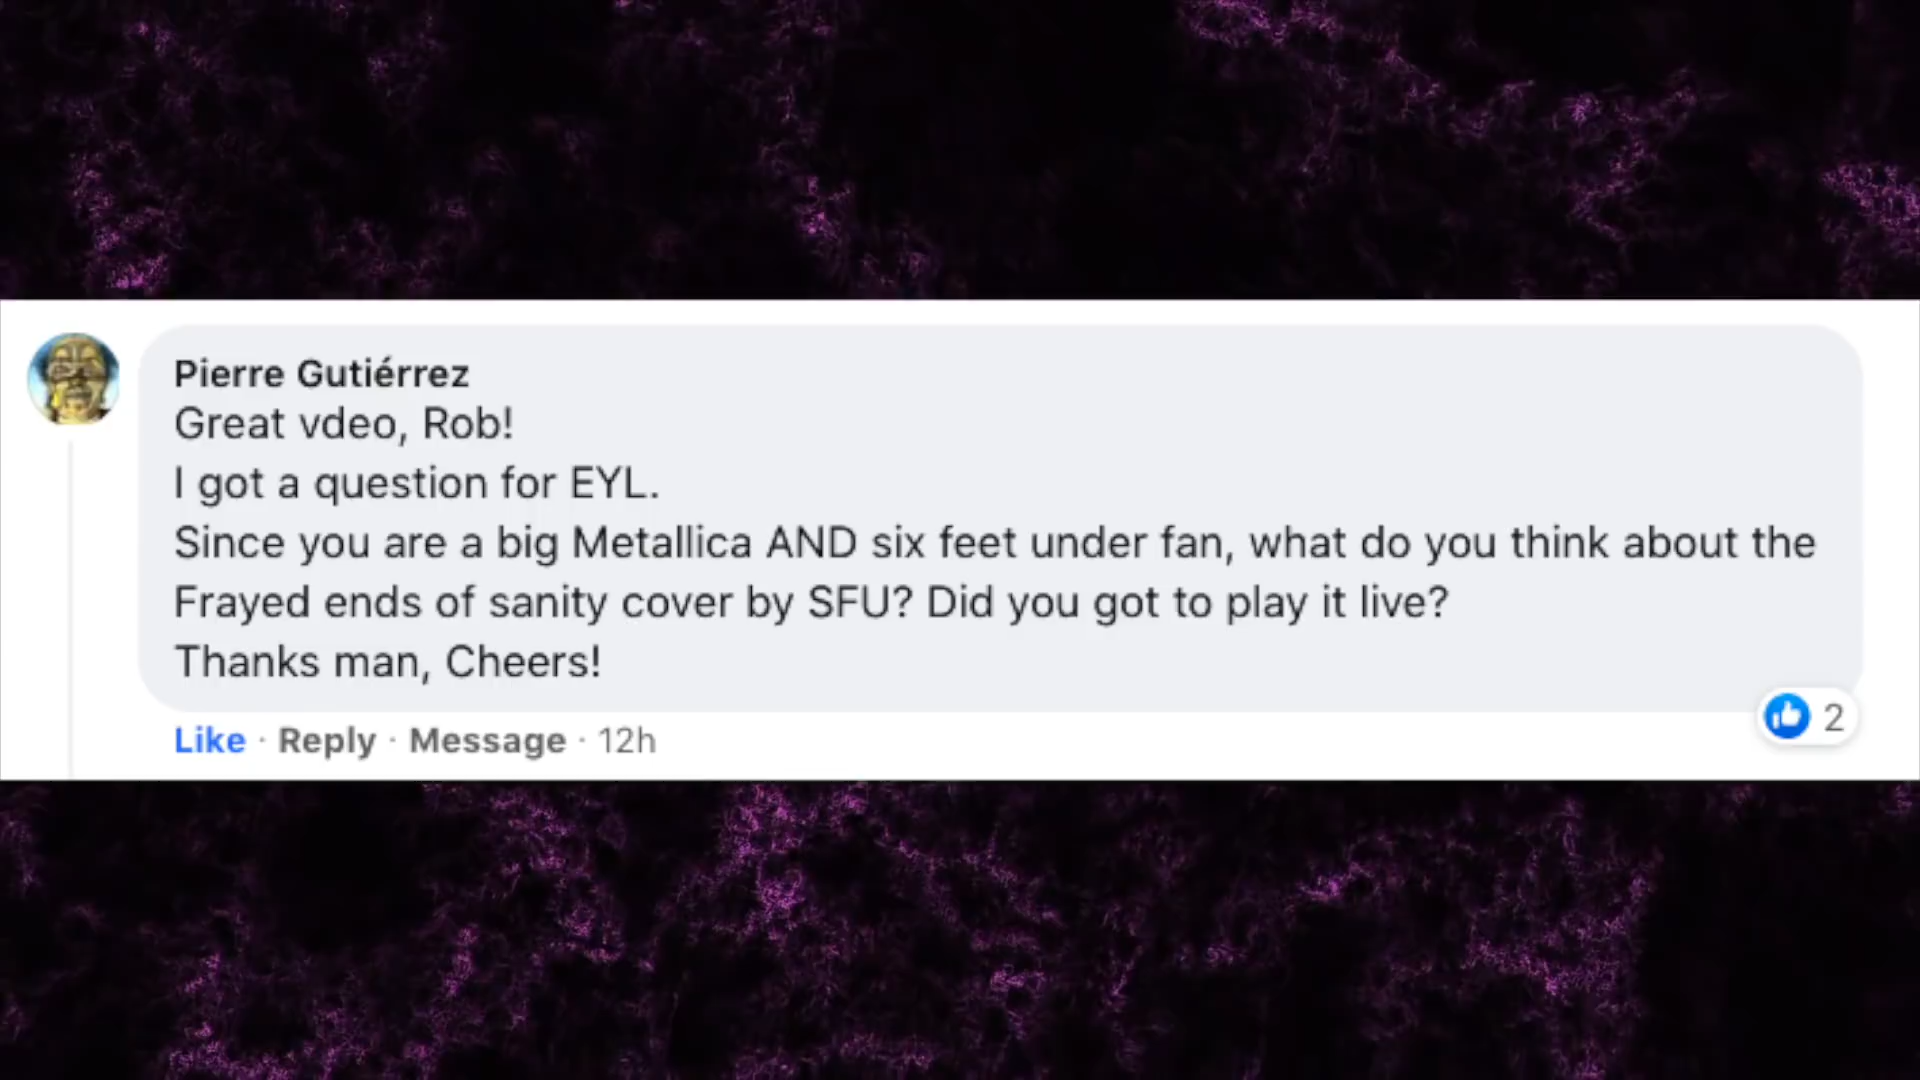 Pierre Gutiérrez
Great vdeo, Rob!
I got a question for EYL.
Since you are a big Metallica AND six feet under fan, what do you think about the
Frayed ends of sanity cover by SFU? Did you got to play it live?
Thanks man, Cheers!
Like · Reply · Message · 12h
2